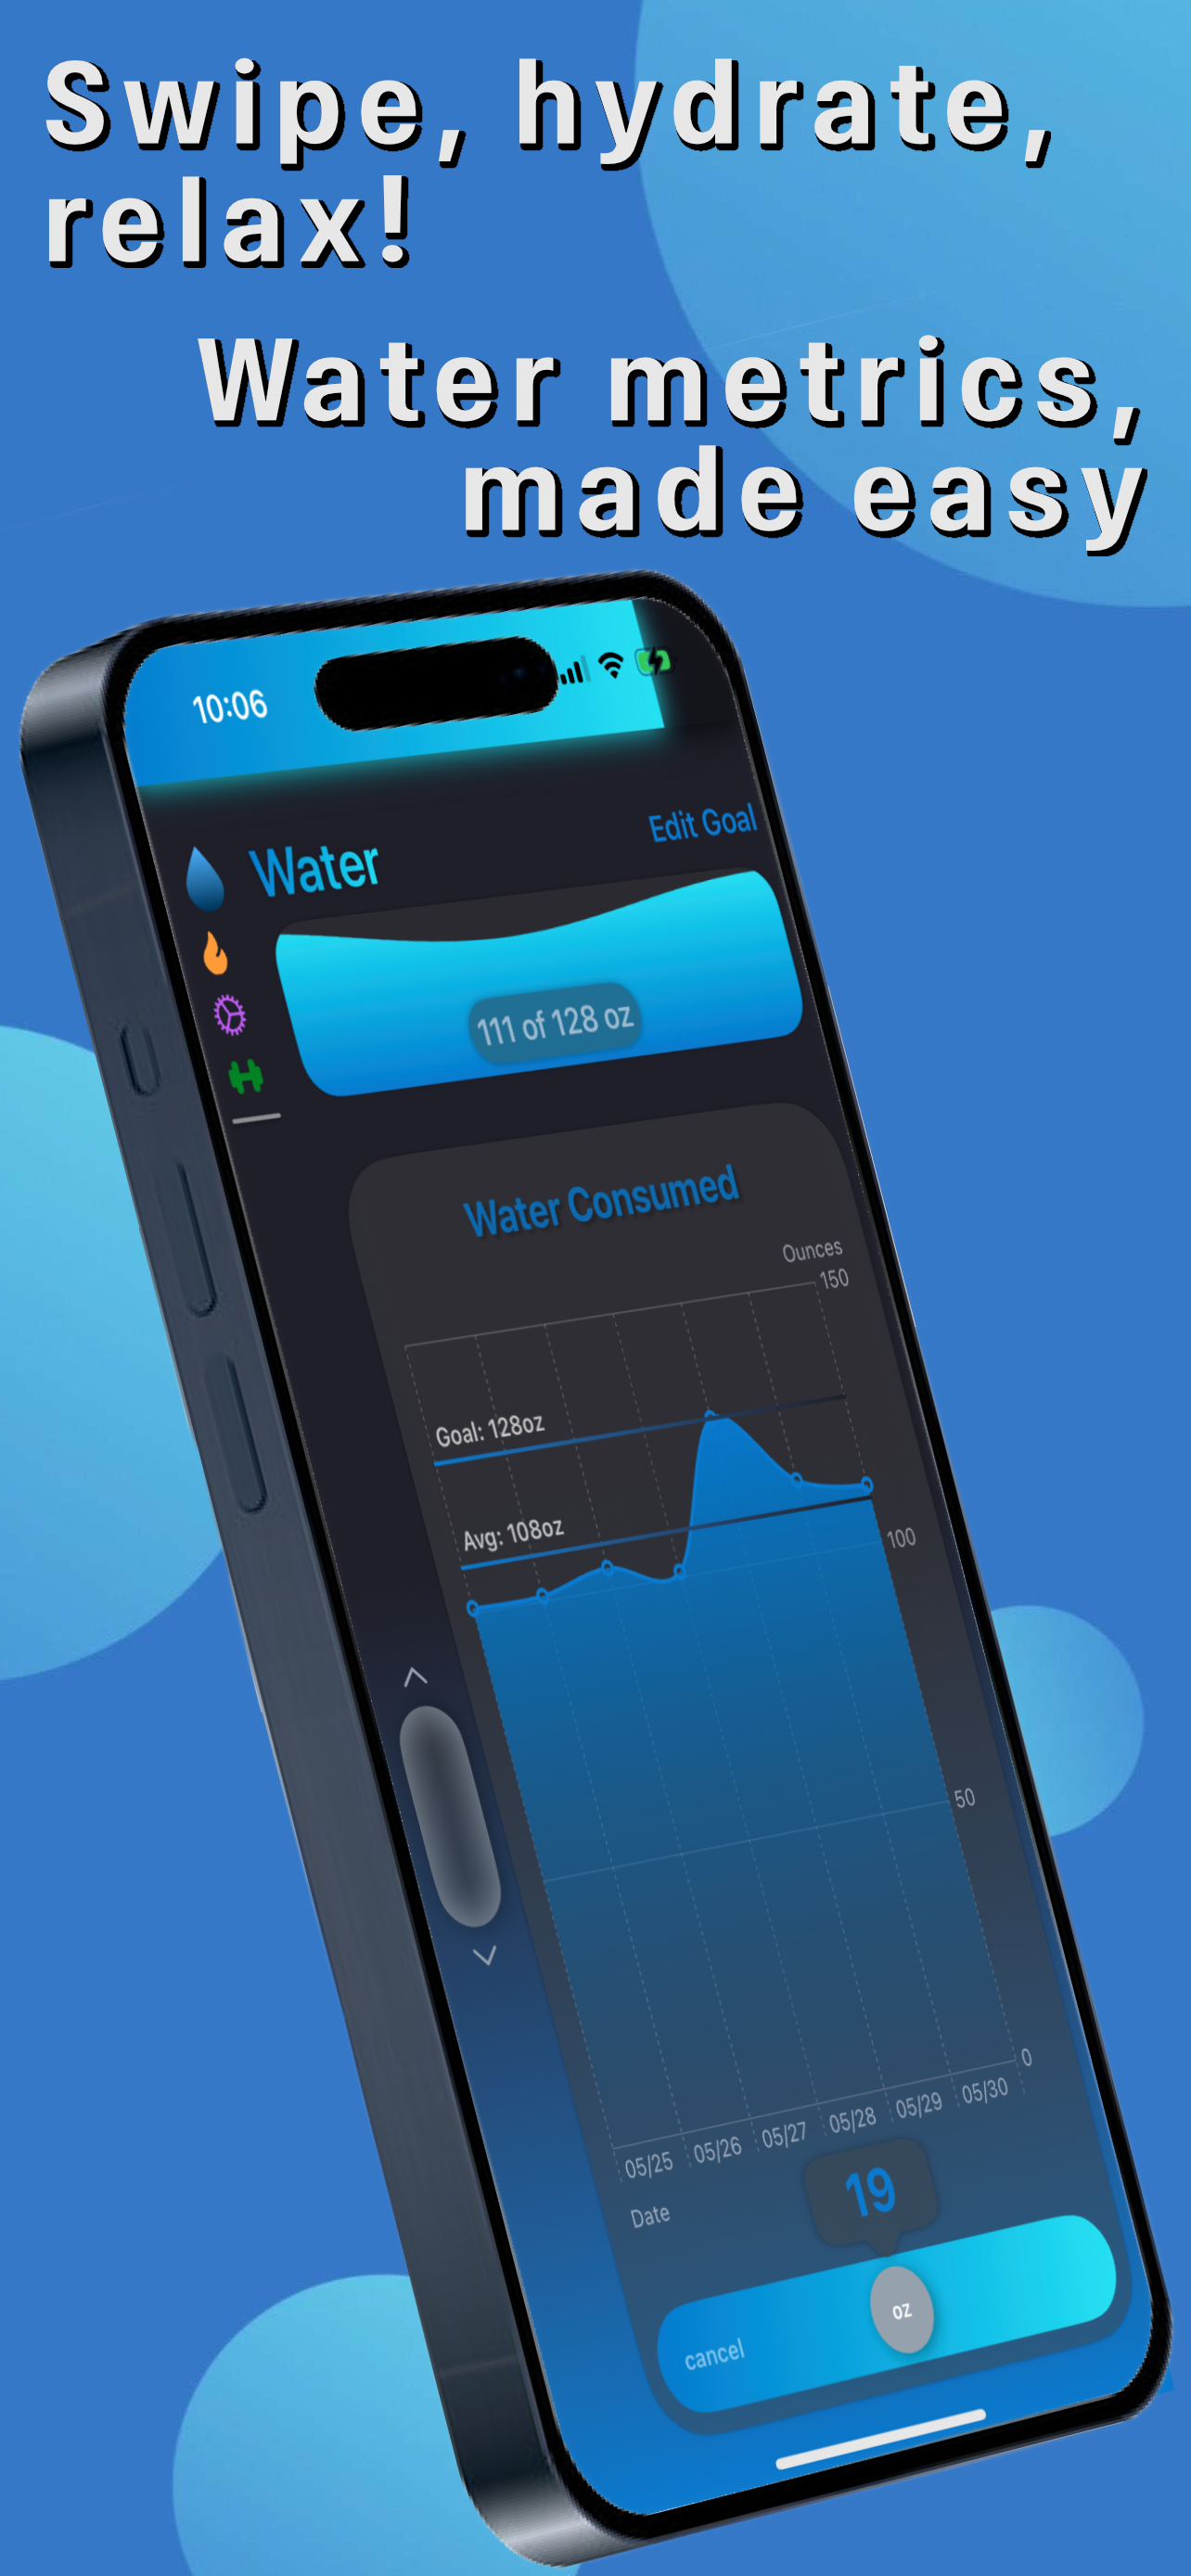 Swipe, hydrate,
relax!
Water metrics,
made easy
10:06
Edit Goal
Water
111 of 128 oz
Water Consumed
Ounces
150
Goal: 128oz
Avg: 108oz
100
50
0
05/25 05/26 05/27 05/28 05/29 05/30
Date
19
oz
cancel